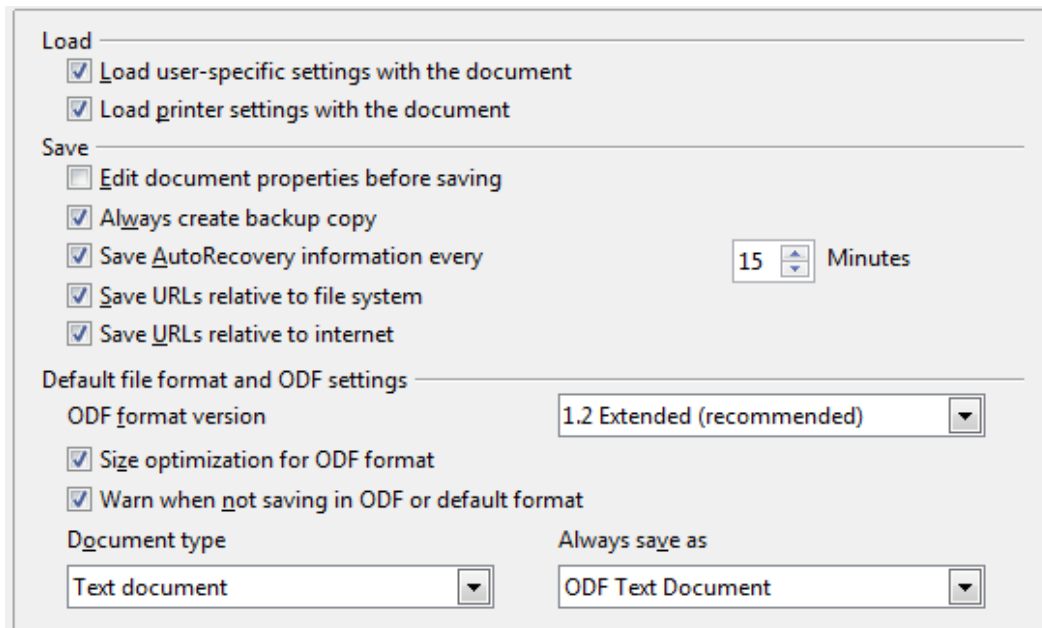 Load
Load user-specific settings with the document
Load printer settings with the document
Save
Edit document properties before saving
Always create backup copy
Save AutoRecovery information every 15 Minutes
Save URLs relative to file system
Save URLs relative to internet
Default file format and ODF settings
ODF format version 1.2 Extended (recommended)
Size optimization for ODF format
Warn when not saving in ODF or default format
Document type Always save as
Text document ODF Text Document